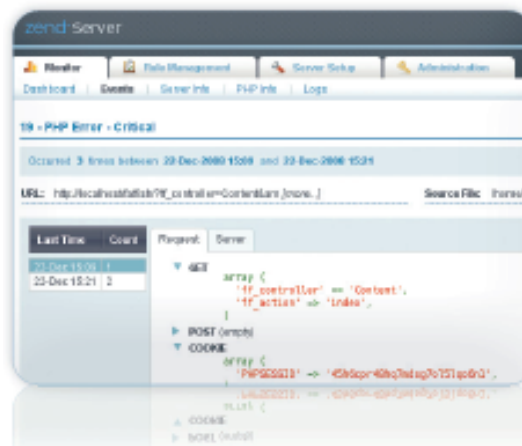 zend Server
Monitor Rule Management Server Setup Administration
Dashboard Events Server Info PHP Info Logs
19 - PHP Error - Critical
Occurred 3 times between 22-Dec-2008 15:09 and 22-Dec-2008 15:21
URL: Source File:
Last Time Count Request Server
22-Dec 15:09 1
22-Dec 15:21 2
GET
array (
'ff_controller' => 'Content',
'ff_action' => 'index',
)
POST (empty)
COOKIE
array (
'PHPSESSID' =>